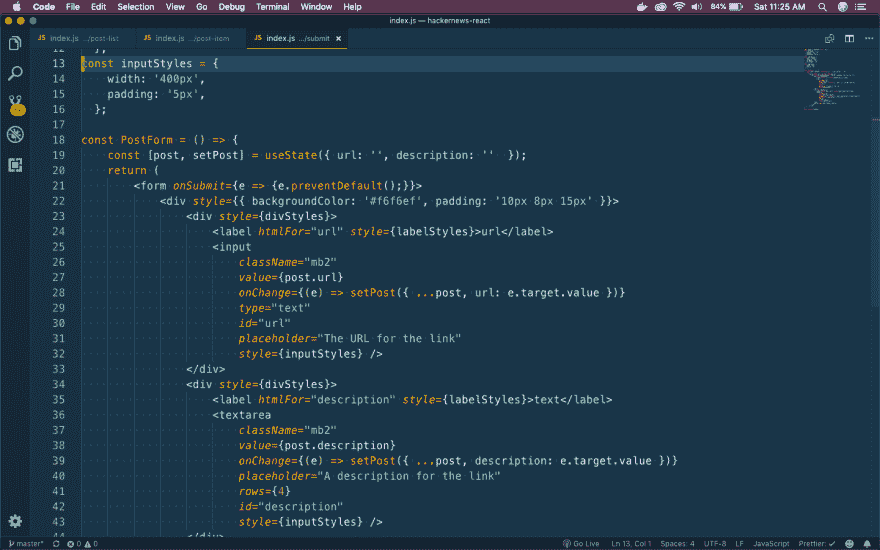 Code File Edit Selection View Go Debug Terminal Window Help 84% Sat 11:25 AM
index.js — hackernews-react
JS index.js .../post-list JS index.js .../post-item JS index.js .../submit ×
12 };
13 const inputStyles = {
14 width: '400px',
15 padding: '5px',
16 };
17
18 const PostForm = () => {
19 const [post, setPost] = useState({ url: '', description: '' });
20 return (
21 <form onSubmit={e => {e.preventDefault();}}>
22 <div style={{ backgroundColor: '#f6f6ef', padding: '10px 8px 15px' }}>
23 <div style={divStyles}>
24 <label htmlFor="url" style={labelStyles}>url</label>
25 <input
26 className="mb2"
27 value={post.url}
28 onChange={(e) => setPost({ ...post, url: e.target.value })}
29 type="text"
30 id="url"
31 placeholder="The URL for the link"
32 style={inputStyles} />
33 </div>
34 <div style={divStyles}>
35 <label htmlFor="description" style={labelStyles}>text</label>
36 <textarea
37 className="mb2"
38 value={post.description}
39 onChange={(e) => setPost({ ...post, description: e.target.value })}
40 placeholder="A description for the link"
41 rows={4}
42 id="description"
43 style={inputStyles} />
44 </div>
master* 0 0 Go Live Ln 13, Col 1 Spaces: 4 UTF-8 LF JavaScript Prettier: ✓